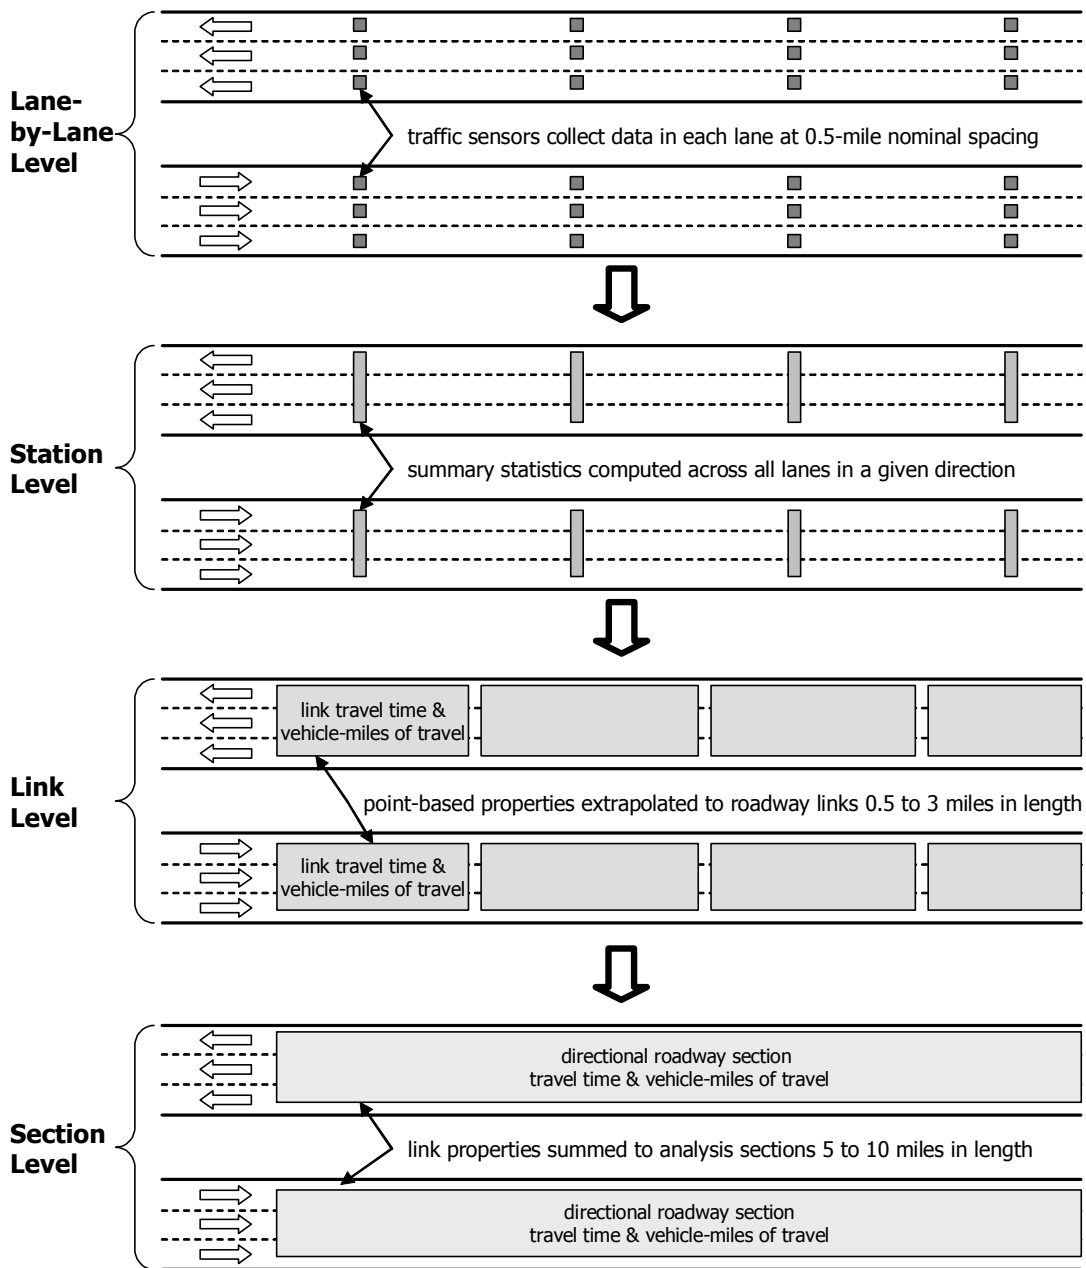 Lane-
by-Lane
Level
traffic sensors collect data in each lane at 0.5-mile nominal spacing
Station
Level
summary statistics computed across all lanes in a given direction
link travel time &
vehicle-miles of travel
Link
Level
point-based properties extrapolated to roadway links 0.5 to 3 miles in length
link travel time &
vehicle-miles of travel
directional roadway section
travel time & vehicle-miles of travel
Section
Level
link properties summed to analysis sections 5 to 10 miles in length
directional roadway section
travel time & vehicle-miles of travel